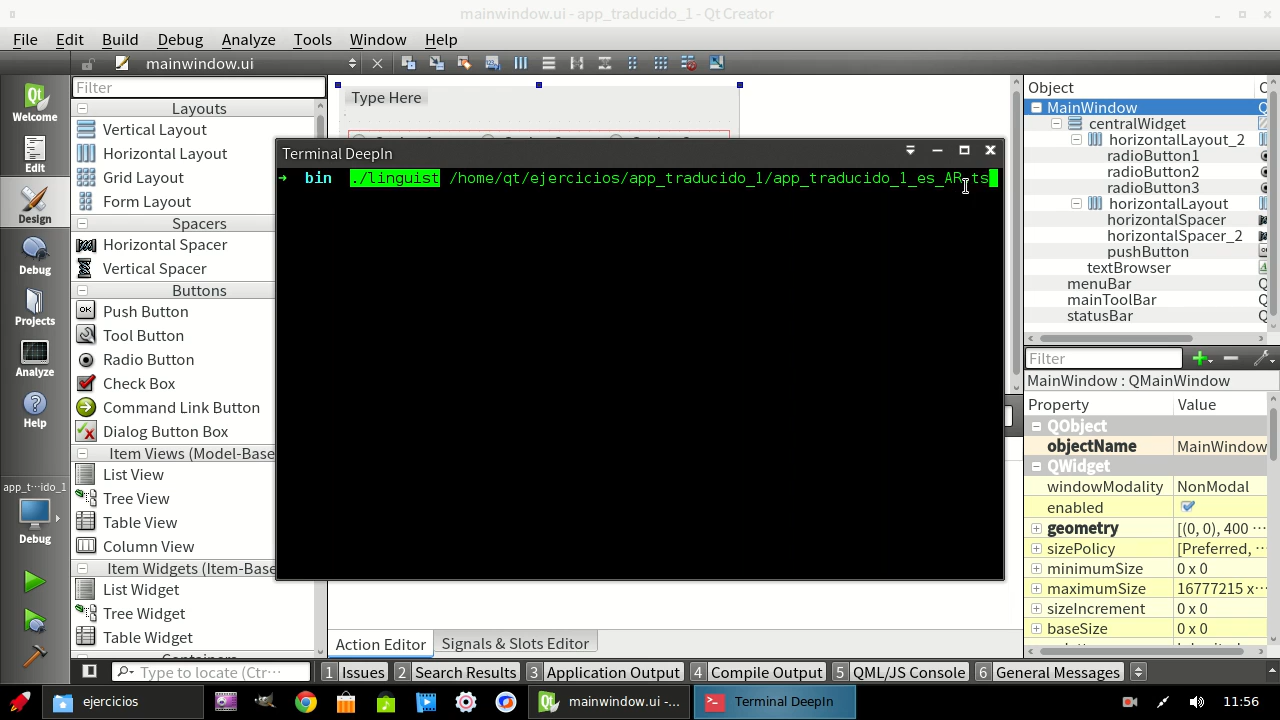 mainwindow.ui - app_traducido_1 - Qt Creator
File Edit Build Debug Analyze Tools Window Help
mainwindow.ui
Welcome
Edit
Design
Debug
Projects
Analyze
Help
app_t···ido_1
Debug
Filter
Layouts
Vertical Layout
Horizontal Layout
Grid Layout
Form Layout
Spacers
Horizontal Spacer
Vertical Spacer
Buttons
Push Button
Tool Button
Radio Button
Check Box
Command Link Button
Dialog Button Box
Item Views (Model-Base
List View
Tree View
Table View
Column View
Item Widgets (Item-Base
List Widget
Tree Widget
Table Widget
Type Here
Terminal DeepIn
→ bin ./linguist /home/qt/ejercicios/app_traducido_1/app_traducido_1_es_AR.ts
Action Editor Signals & Slots Editor
Object
MainWindow
centralWidget
horizontalLayout_2
radioButton1
radioButton2
radioButton3
horizontalLayout
horizontalSpacer
horizontalSpacer_2
pushButton
textBrowser
menuBar
mainToolBar
statusBar
Filter
MainWindow : QMainWindow
Property Value
QObject
objectName MainWindow
QWidget
windowModality NonModal
enabled
geometry [(0, 0), 400 ···
sizePolicy [Preferred, ···
minimumSize 0 x 0
maximumSize 16777215 x···
sizeIncrement 0 x 0
baseSize 0 x 0
Type to locate (Ctr···
1 Issues 2 Search Results 3 Application Output 4 Compile Output 5 QML/JS Console 6 General Messages
ejercicios
mainwindow.ui -...
Terminal DeepIn
11:56